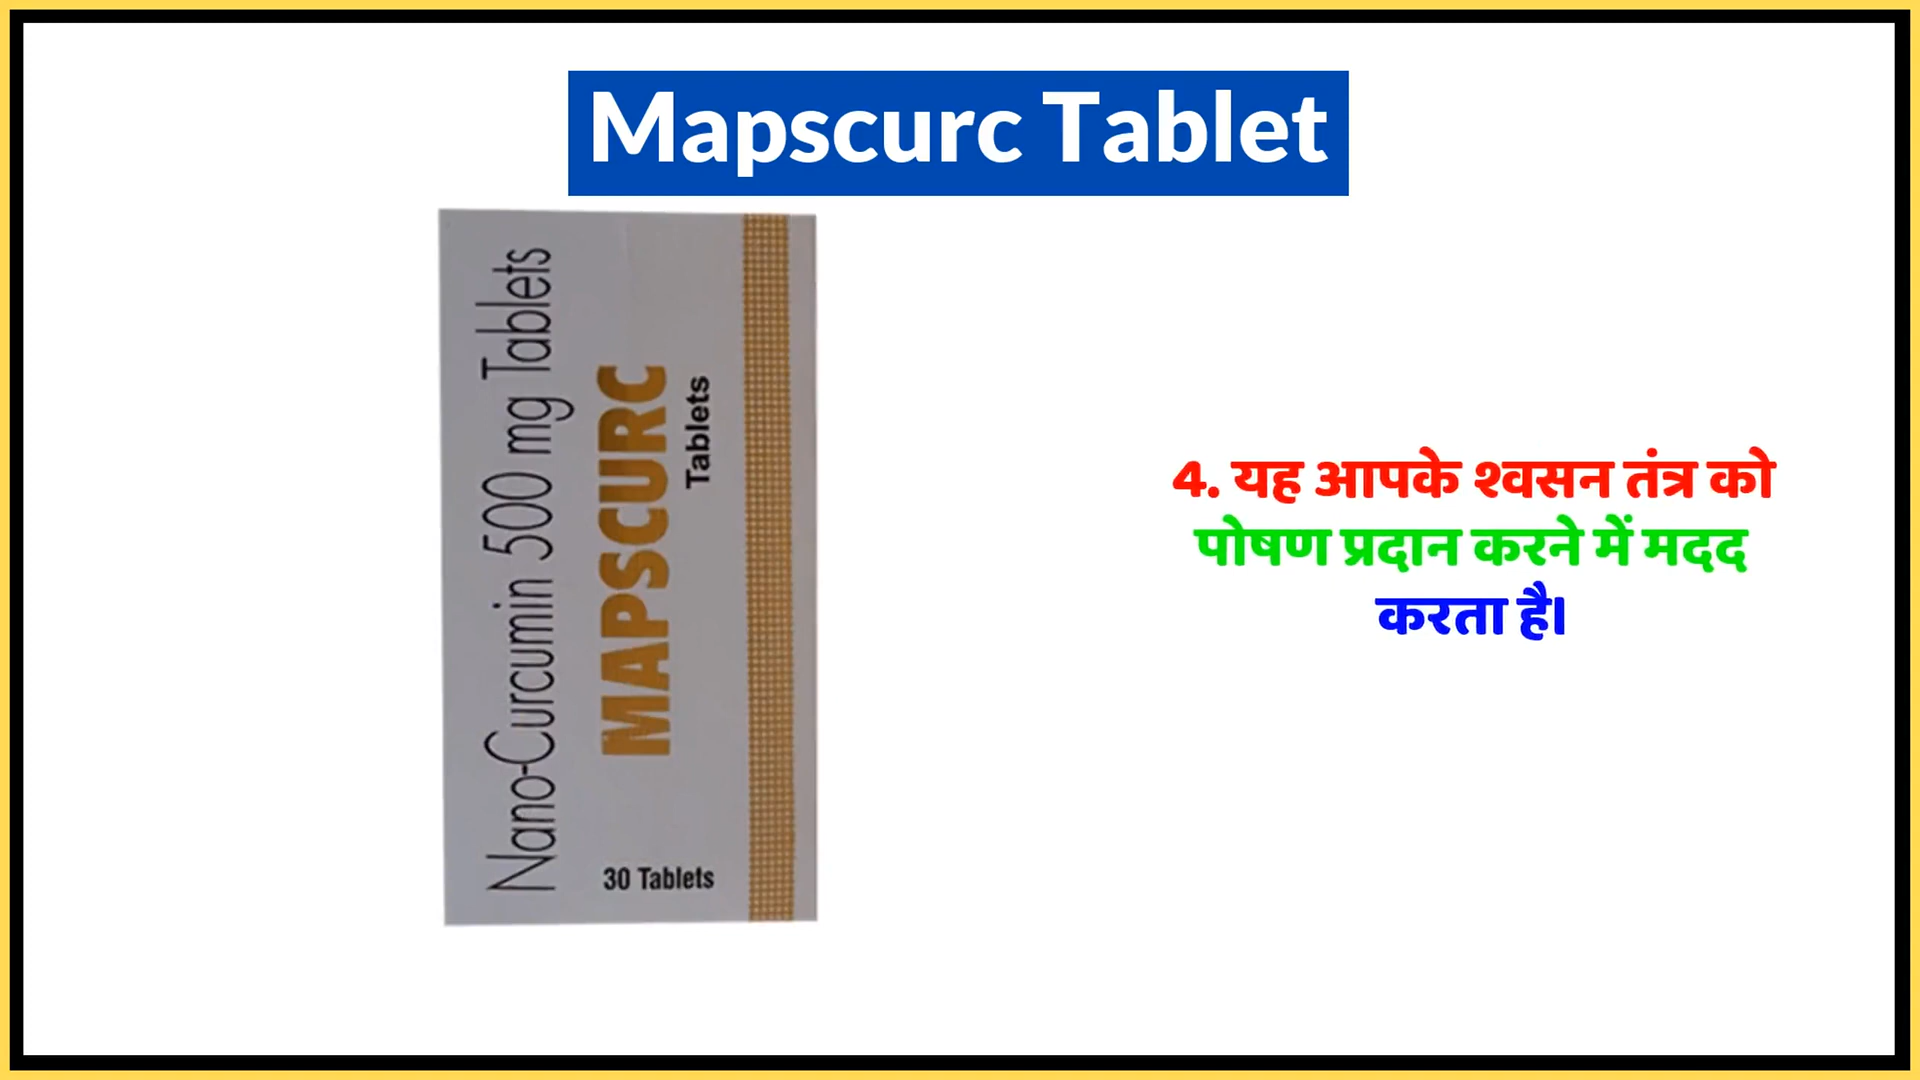 Mapscurc Tablet
Nano-Curcumin 500 mg Tablets
MAPSCURC
Tablets
30 Tablets
4. यह आपके श्वसन तंत्र को
पोषण प्रदान करने में मदद
करता है।